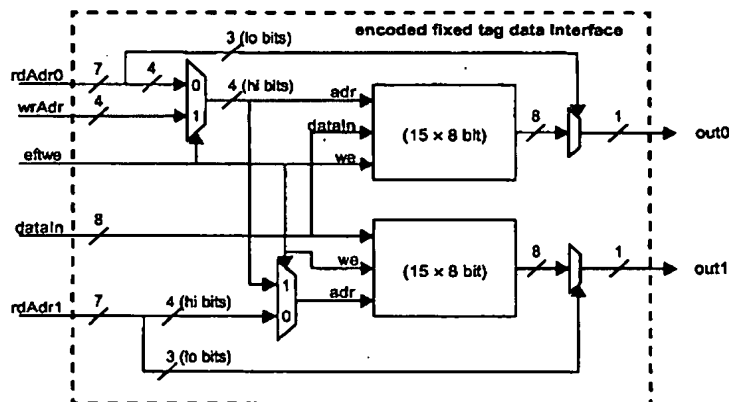 encoded fixed tag data interface
3 (lo bits)
rdAdr0 7 4
0 4 (hi bits) adr
wrAdr 4
1
dataIn (15 × 8 bit) 8 1 out0
eftwe we
dataIn 8
we (15 × 8 bit) 8 1 out1
1 adr
rdAdr1 7 4 (hi bits) 0
3 (lo bits)